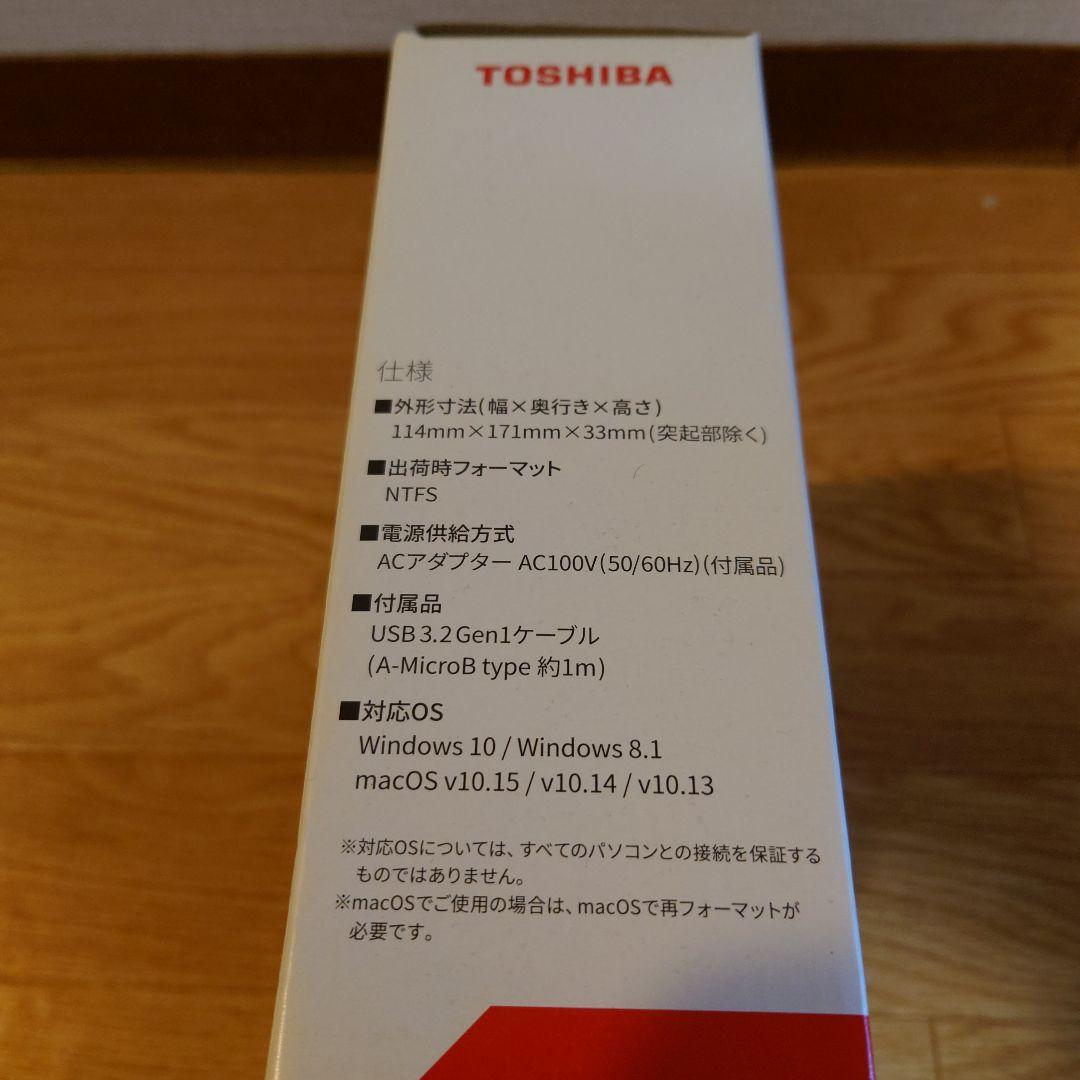 TOSHIBA
仕様
■外形寸法(幅×奥行き×高さ)
114mm×171mm×33mm(突起部除く)
■出荷時フォーマット
NTFS
■電源供給方式
ACアダプター AC100V(50/60Hz)(付属品)
■付属品
USB 3.2 Gen1ケーブル
(A-MicroB type 約1m)
■対応OS
Windows 10 / Windows 8.1
macOS v10.15 / v10.14 / v10.13
※対応OSについては、すべてのパソコンとの接続を保証する
ものではありません。
※macOSでご使用の場合は、macOSで再フォーマットが
必要です。